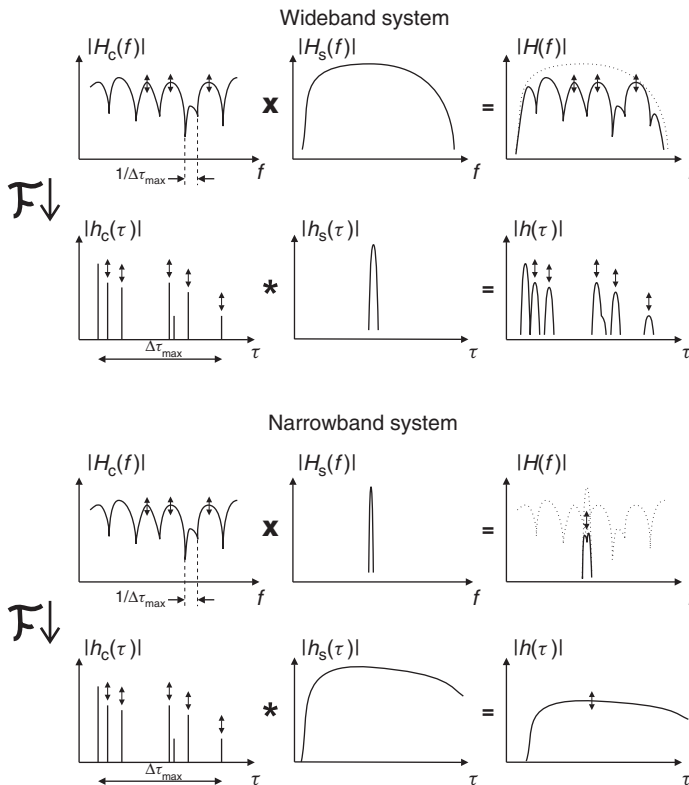 Wideband system
|Hc(f)| |Hs(f)| |H(f)|
x =
1/Δτmax f f
ℱ↓
|hc(τ)| |hs(τ)| |h(τ)|
* =
τ τ τ
Δτmax
Narrowband system
|Hc(f)| |Hs(f)| |H(f)|
x =
1/Δτmax f f
ℱ↓
|hc(τ)| |hs(τ)| |h(τ)|
* =
τ τ τ
Δτmax